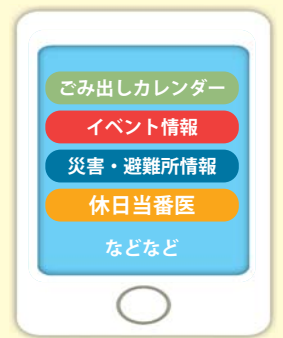 ごみ出しカレンダー
イベント情報
災害・避難所情報
休日当番医
などなど